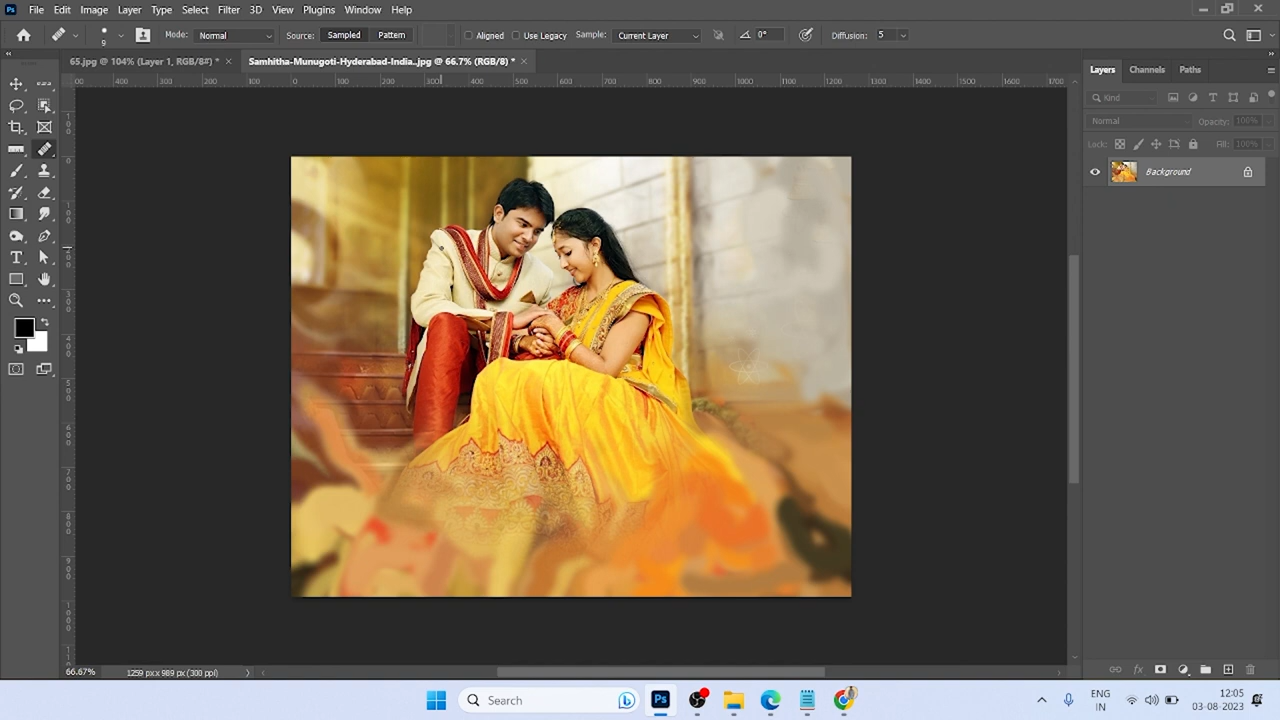 File Edit Image Layer Type Select Filter 3D View Plugins Window Help
9 Mode: Normal Source: Sampled Pattern Aligned Use Legacy Sample: Current Layer 0° Diffusion: 5
65.jpg @ 104% (Layer 1, RGB/8#) * × Samhitha-Munugoti-Hyderabad-India..jpg @ 66.7% (RGB/8) * ×
Layers Channels Paths
Kind
Normal Opacity: 100%
Lock: Fill: 100%
Background
66.67% 1259 px x 989 px (300 ppi)
Search
ENG
IN
12:05
03-08-2023